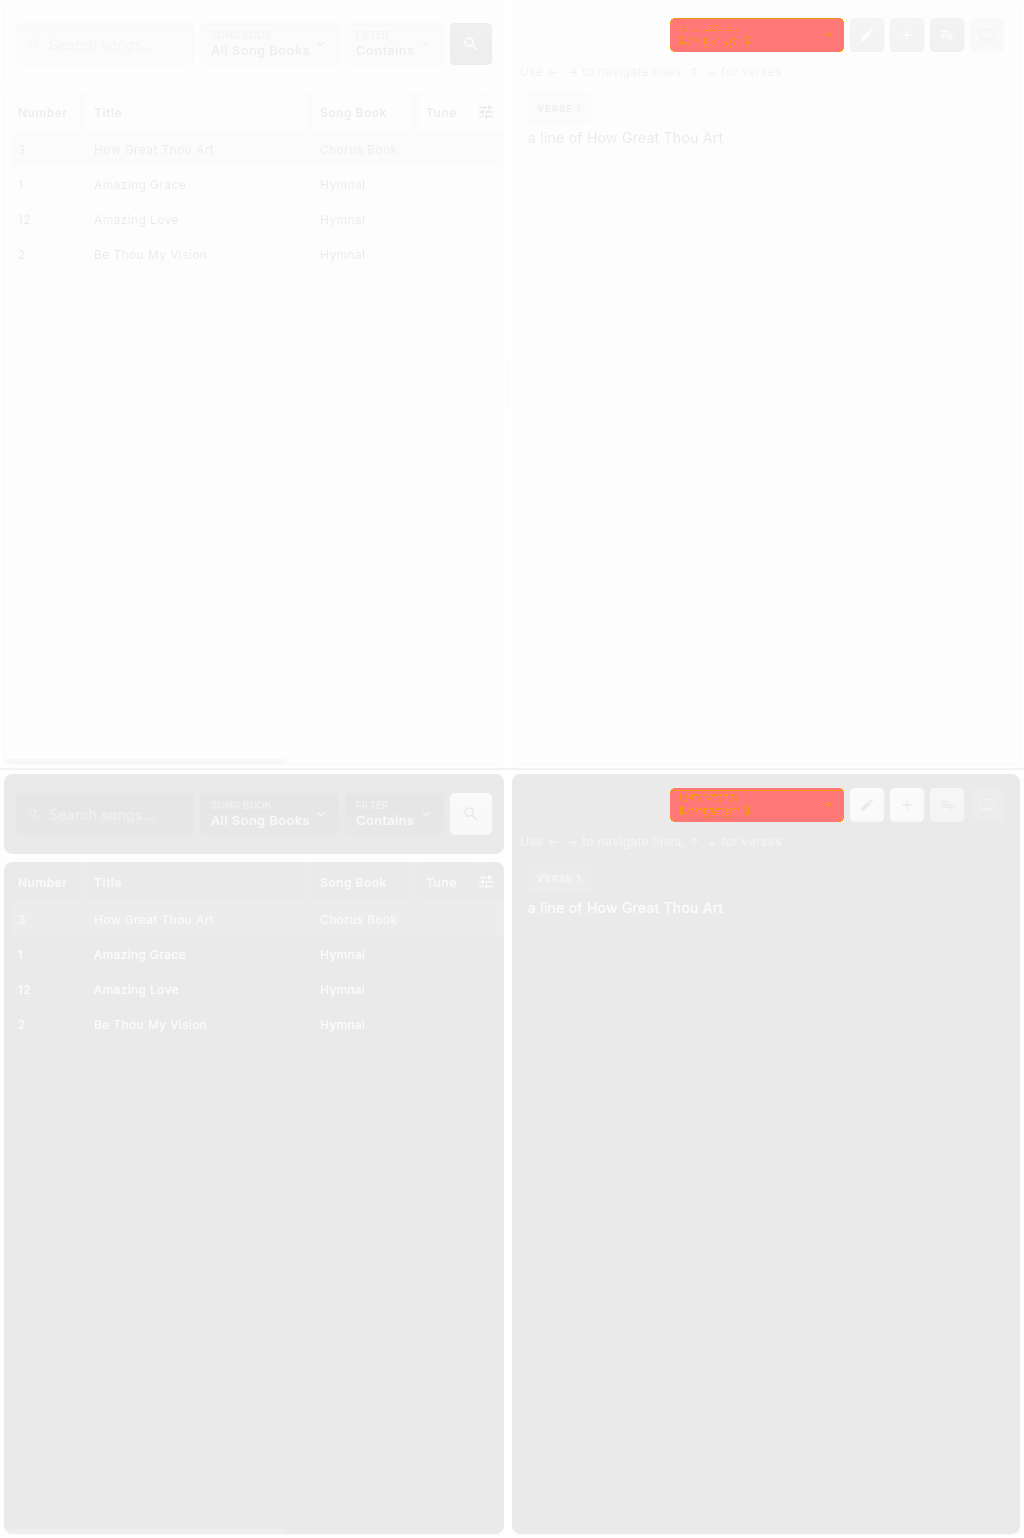 Search songs...
SONG BOOK
All Song Books
FILTER
Contains
Number Title Song Book Tune
3 How Great Thou Art Chorus Book
1 Amazing Grace Hymnal
12 Amazing Love Hymnal
2 Be Thou My Vision Hymnal
Use ← → to navigate lines, ↑ ↓ for verses
VERSE 1
a line of How Great Thou Art
Search songs...
SONG BOOK
All Song Books
FILTER
Contains
Number Title Song Book Tune
3 How Great Thou Art Chorus Book
1 Amazing Grace Hymnal
12 Amazing Love Hymnal
2 Be Thou My Vision Hymnal
Use ← → to navigate lines, ↑ ↓ for verses
VERSE 1
a line of How Great Thou Art